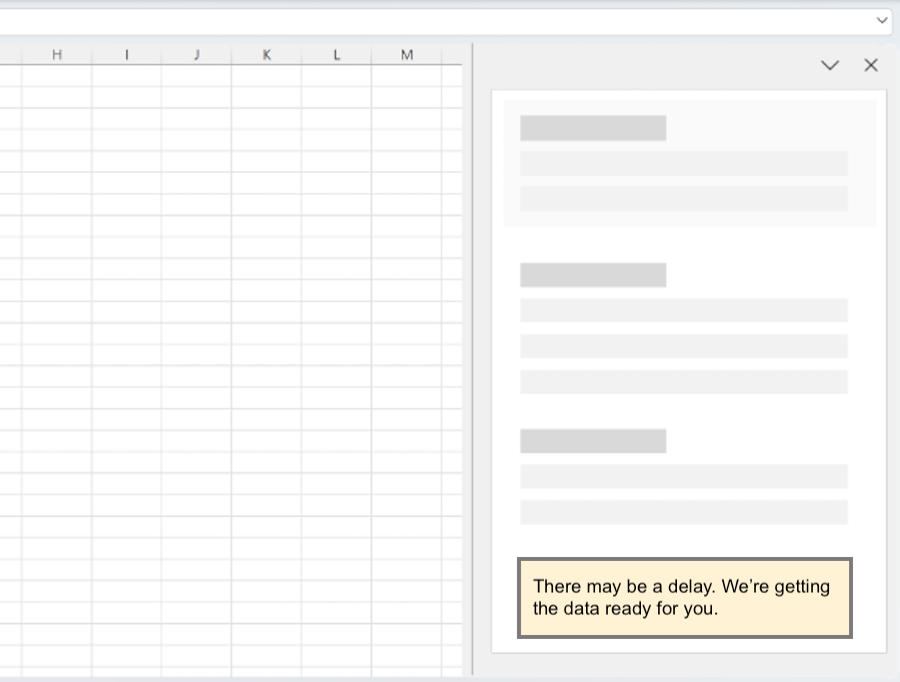 H I J K L M
There may be a delay. We’re getting
the data ready for you.